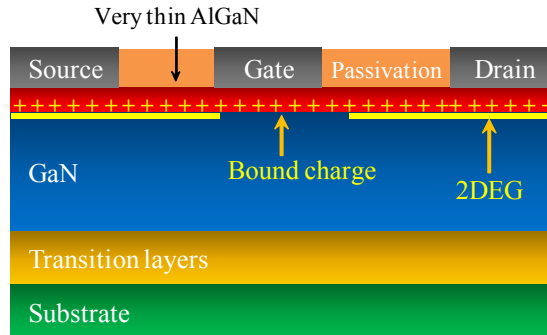 Very thin AlGaN
Source
Gate
Passivation
Drain
+ + + + + + + + + + + + + + + + + + + + + + + + + + + + + + + + + + +
Bound charge
GaN
2DEG
Transition layers
Substrate